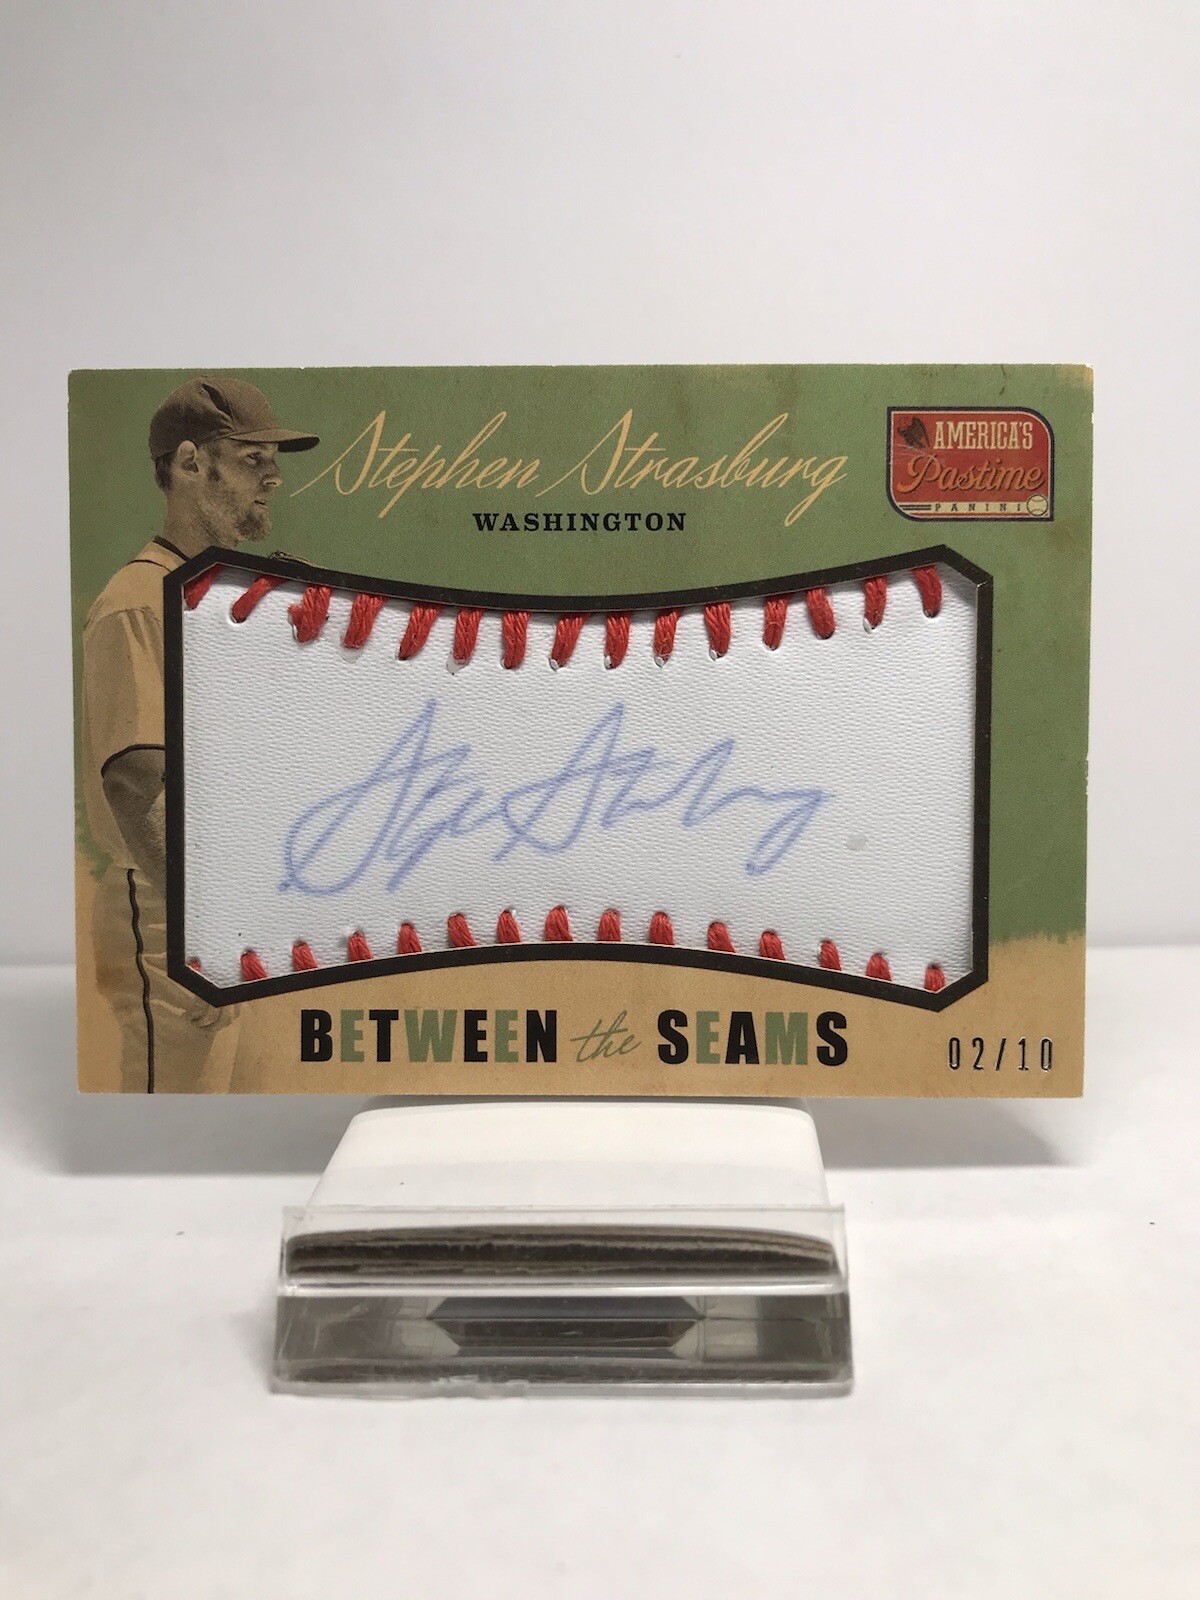 Stephen Strasburg
WASHINGTON
AMERICA'S
Pastime
PANINI
BETWEEN the SEAMS
02/10